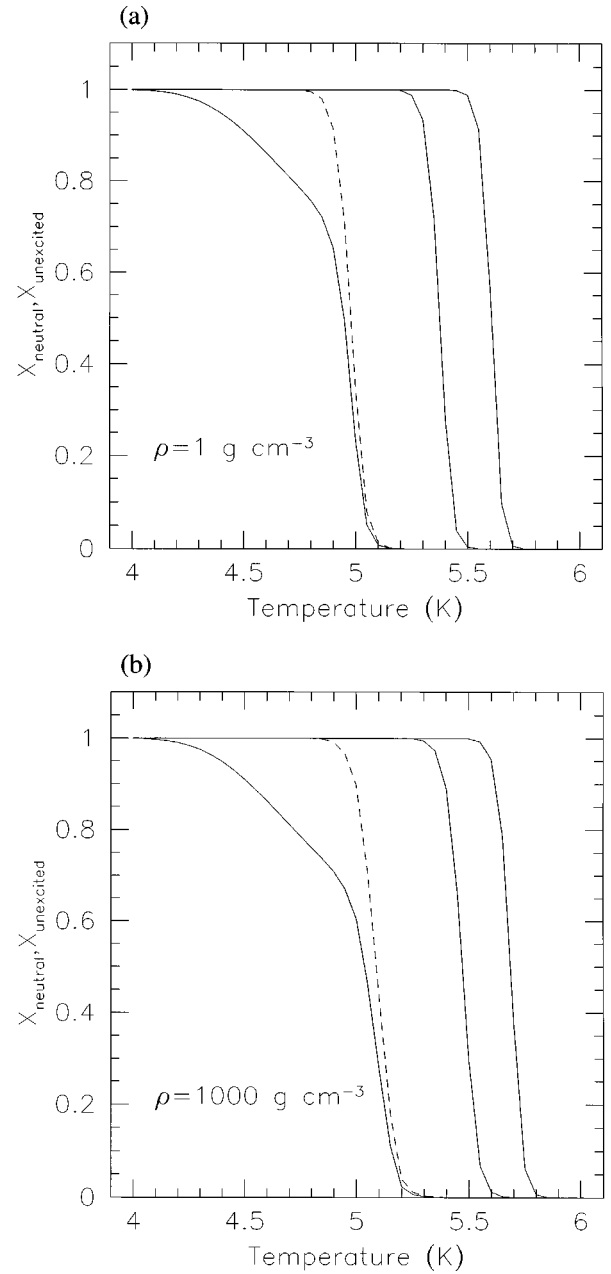 (a)
1
0.8
0.6
0.4
0.2
0
X_neutral, X_unexcited
ρ=1 g cm⁻³
4 4.5 5 5.5 6
Temperature (K)
(b)
1
0.8
0.6
0.4
0.2
0
X_neutral, X_unexcited
ρ=1000 g cm⁻³
4 4.5 5 5.5 6
Temperature (K)